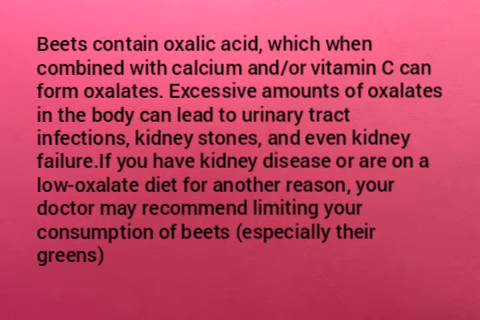 Beets contain oxalic acid, which when
combined with calcium and/or vitamin C can
form oxalates. Excessive amounts of oxalates
in the body can lead to urinary tract
infections, kidney stones, and even kidney
failure.If you have kidney disease or are on a
low-oxalate diet for another reason, your
doctor may recommend limiting your
consumption of beets (especially their
greens)